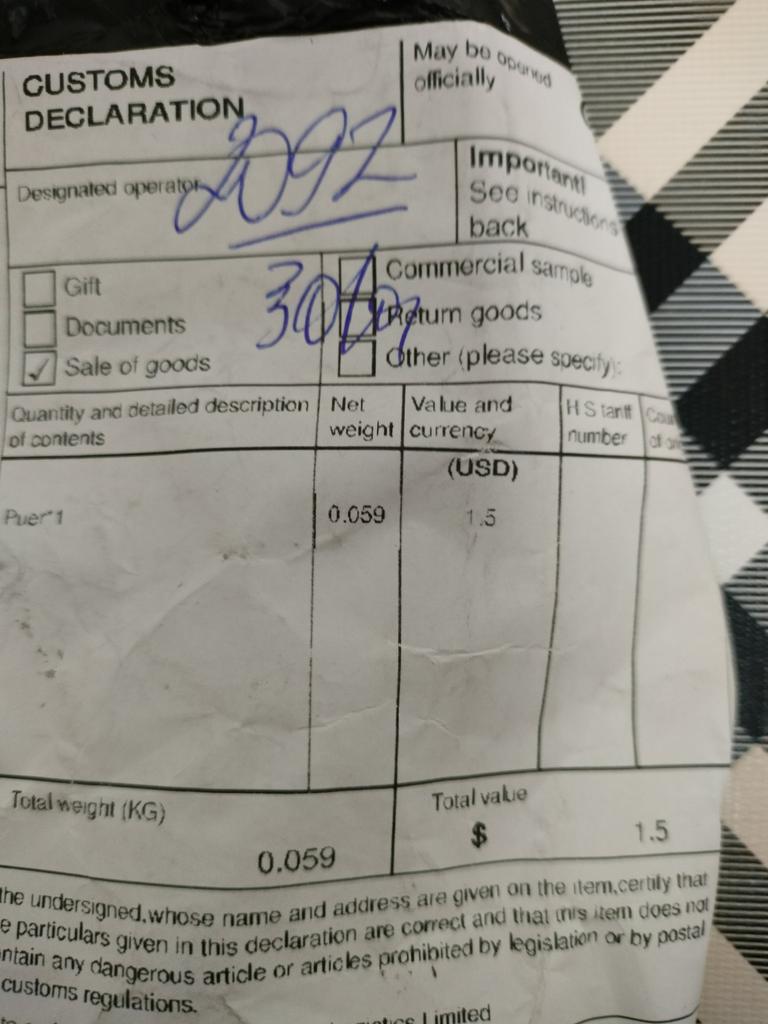 CUSTOMS
DECLARATION
May be opened
officially
Designated operator
2092
Important!
See instructions
back
Gift
Documents
Sale of goods
30/07
Commercial sample
Return goods
Other (please specify):
Quantity and detailed description
of contents
Net
weight
Value and
currency
HS tariff
number
(USD)
Puer*1
0.059
1.5
Total weight (KG)
0.059
Total value
$ 1.5
the undersigned, whose name and address are given on the item, certify that
particulars given in this declaration are correct and that this item does not
any dangerous article or articles prohibited by legislation or by postal
customs regulations.
Limited